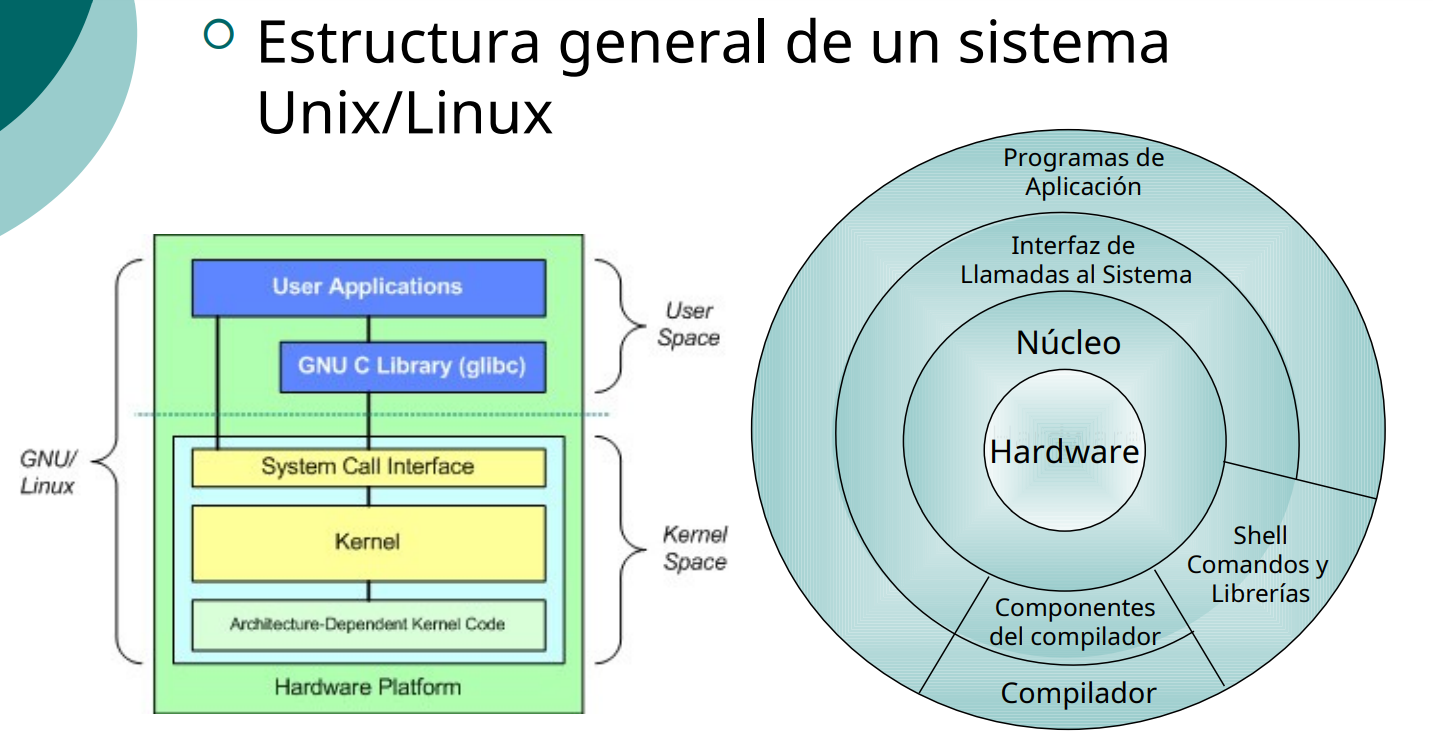 Estructura general de un sistema
Unix/Linux
User Applications
GNU C Library (glibc)
User
Space
GNU/
Linux
System Call Interface
Kernel
Architecture-Dependent Kernel Code
Kernel
Space
Hardware Platform
Programas de
Aplicación
Interfaz de
Llamadas al Sistema
Núcleo
Hardware
Shell
Comandos y
Librerías
Componentes
del compilador
Compilador